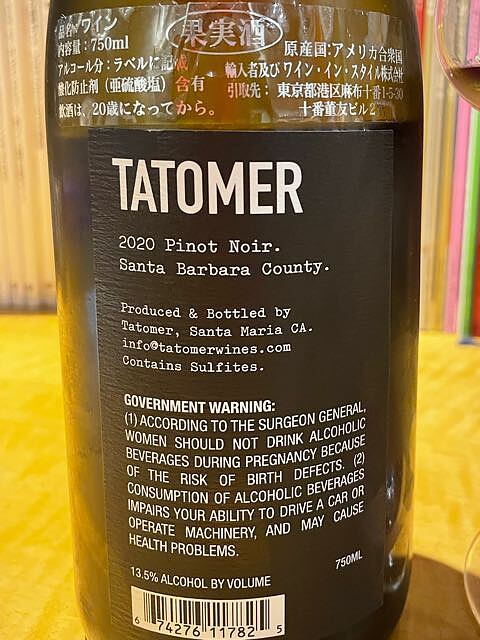 品名：ワイン
果実酒
内容量：750ml
原産国：アメリカ合衆国
アルコール分：ラベルに記載
輸入者及び ワイン・イン・スタイル株式会社
酸化防止剤（亜硫酸塩）含有
引取先： 東京都港区麻布十番1-5-30
飲酒は、20歳になってから。
十番董友ビル2
TATOMER
2020 Pinot Noir.
Santa Barbara County.
Produced & Bottled by
Tatomer, Santa Maria CA.
info@tatomerwines.com
Contains Sulfites.
GOVERNMENT WARNING:
(1) ACCORDING TO THE SURGEON GENERAL,
WOMEN SHOULD NOT DRINK ALCOHOLIC
BEVERAGES DURING PREGNANCY BECAUSE
OF THE RISK OF BIRTH DEFECTS. (2)
CONSUMPTION OF ALCOHOLIC BEVERAGES
IMPAIRS YOUR ABILITY TO DRIVE A CAR OR
OPERATE MACHINERY, AND MAY CAUSE
HEALTH PROBLEMS.
750ML
13.5% ALCOHOL BY VOLUME
6 74276 11782 5